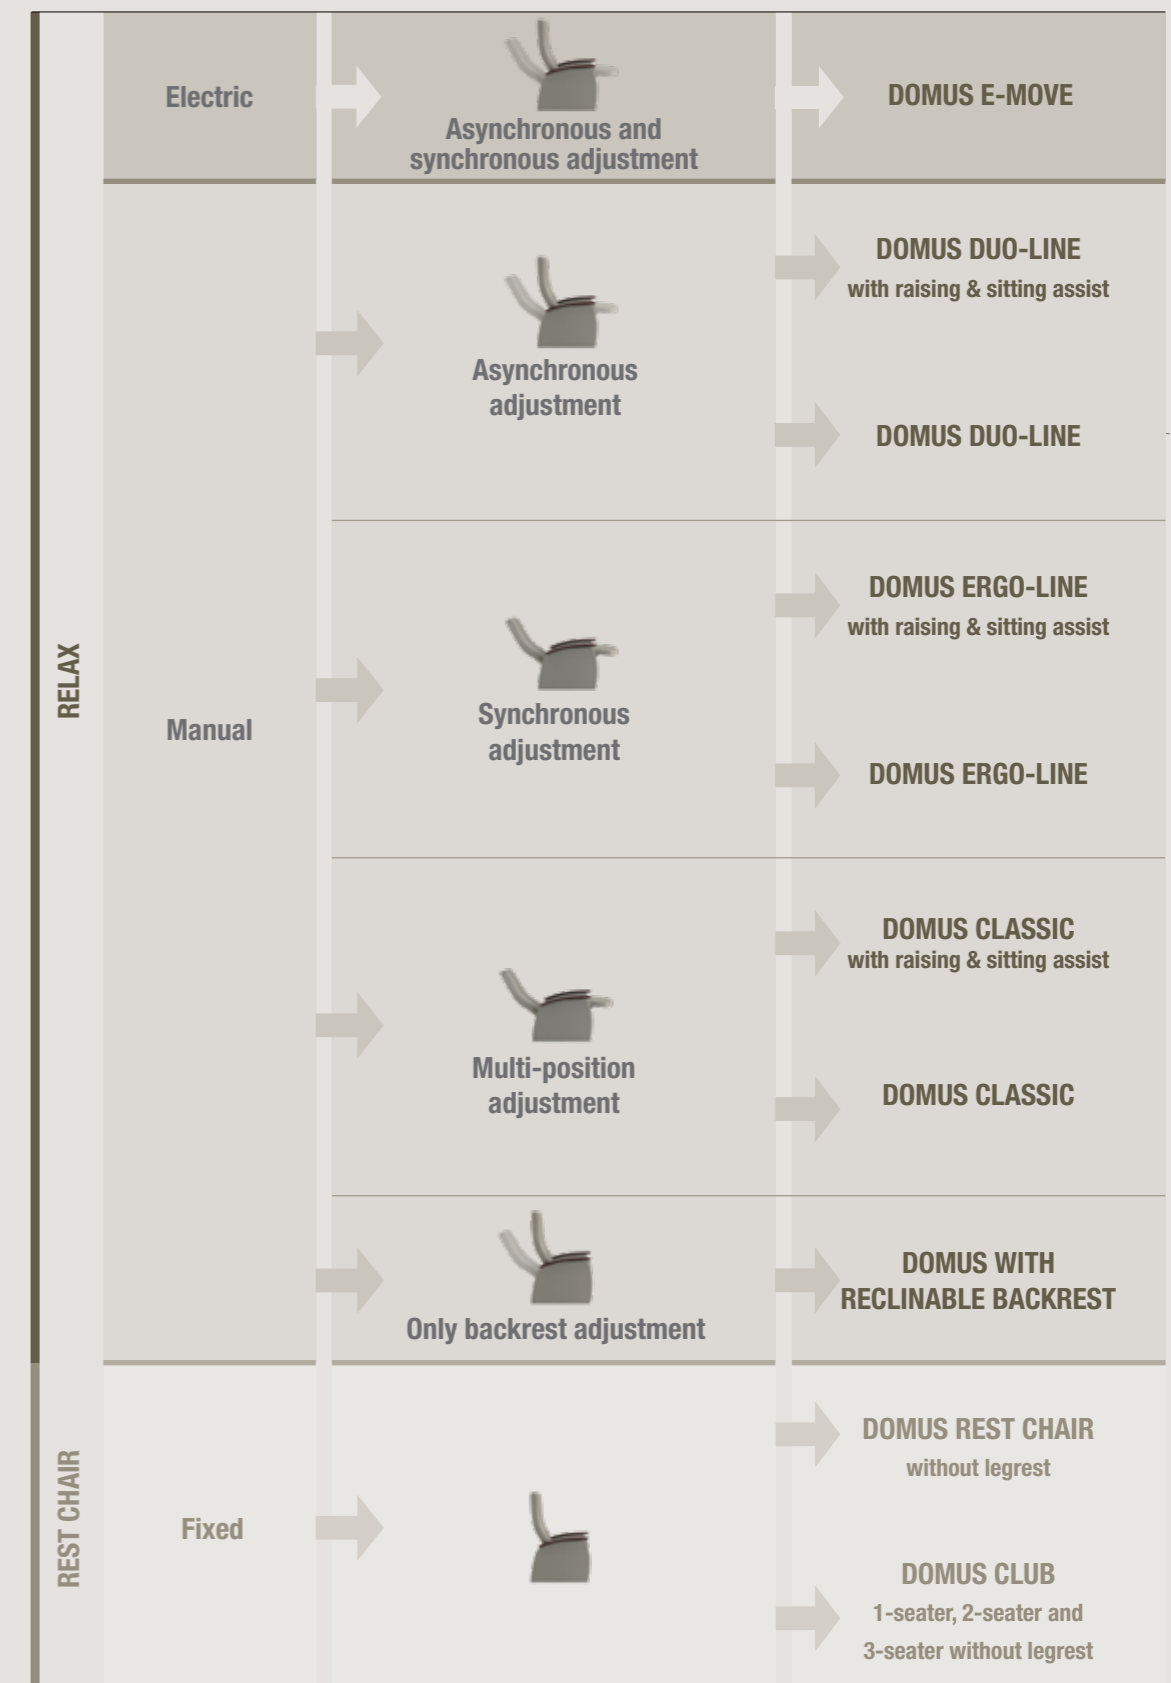 RELAX
Electric
Asynchronous and
synchronous adjustment
DOMUS E-MOVE
Manual
Asynchronous
adjustment
DOMUS DUO-LINE
with raising & sitting assist
DOMUS DUO-LINE
Synchronous
adjustment
DOMUS ERGO-LINE
with raising & sitting assist
DOMUS ERGO-LINE
Multi-position
adjustment
DOMUS CLASSIC
with raising & sitting assist
DOMUS CLASSIC
Only backrest adjustment
DOMUS WITH
RECLINABLE BACKREST
REST CHAIR
Fixed
DOMUS REST CHAIR
without legrest
DOMUS CLUB
1-seater, 2-seater and
3-seater without legrest